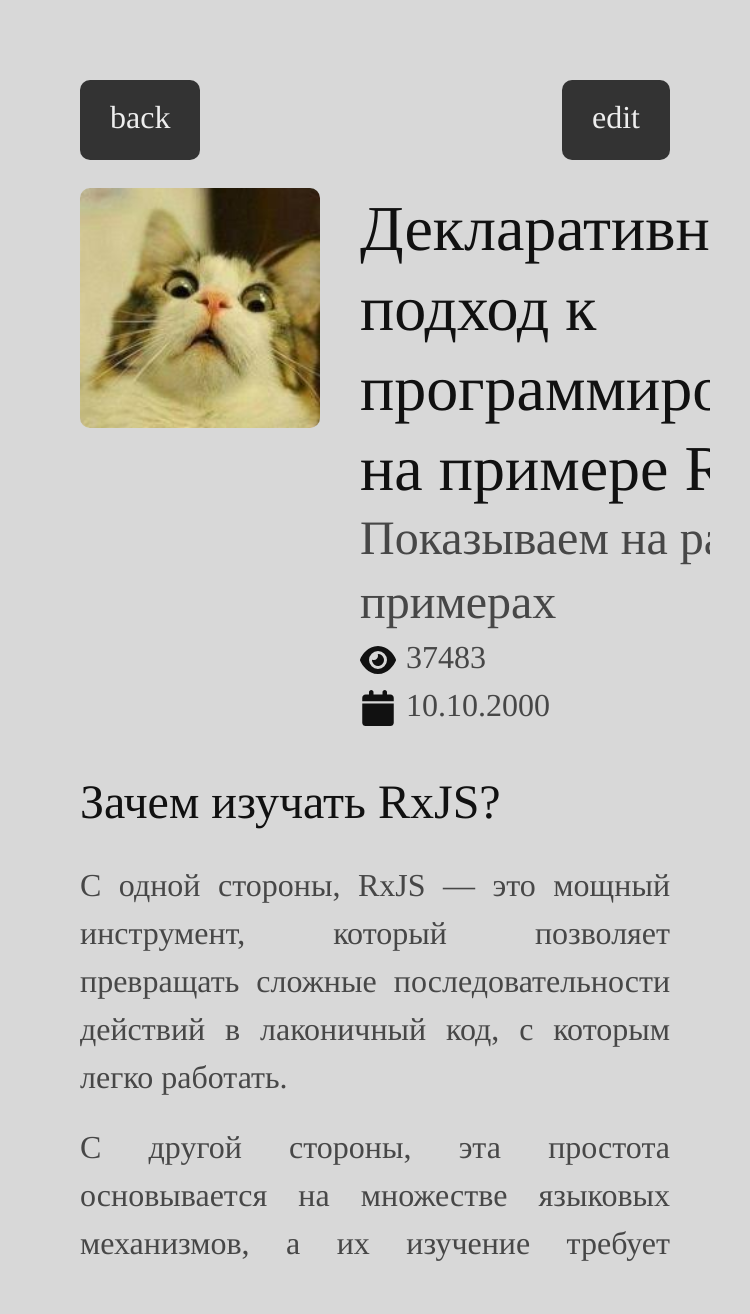 back
edit
Декларативн
подход к
программиро
на примере R
Показываем на ра
примерах
37483
10.10.2000
Зачем изучать RxJS?
С одной стороны, RxJS — это мощный
инструмент, который позволяет
превращать сложные последовательности
действий в лаконичный код, с которым
легко работать.
С другой стороны, эта простота
основывается на множестве языковых
механизмов, а их изучение требует